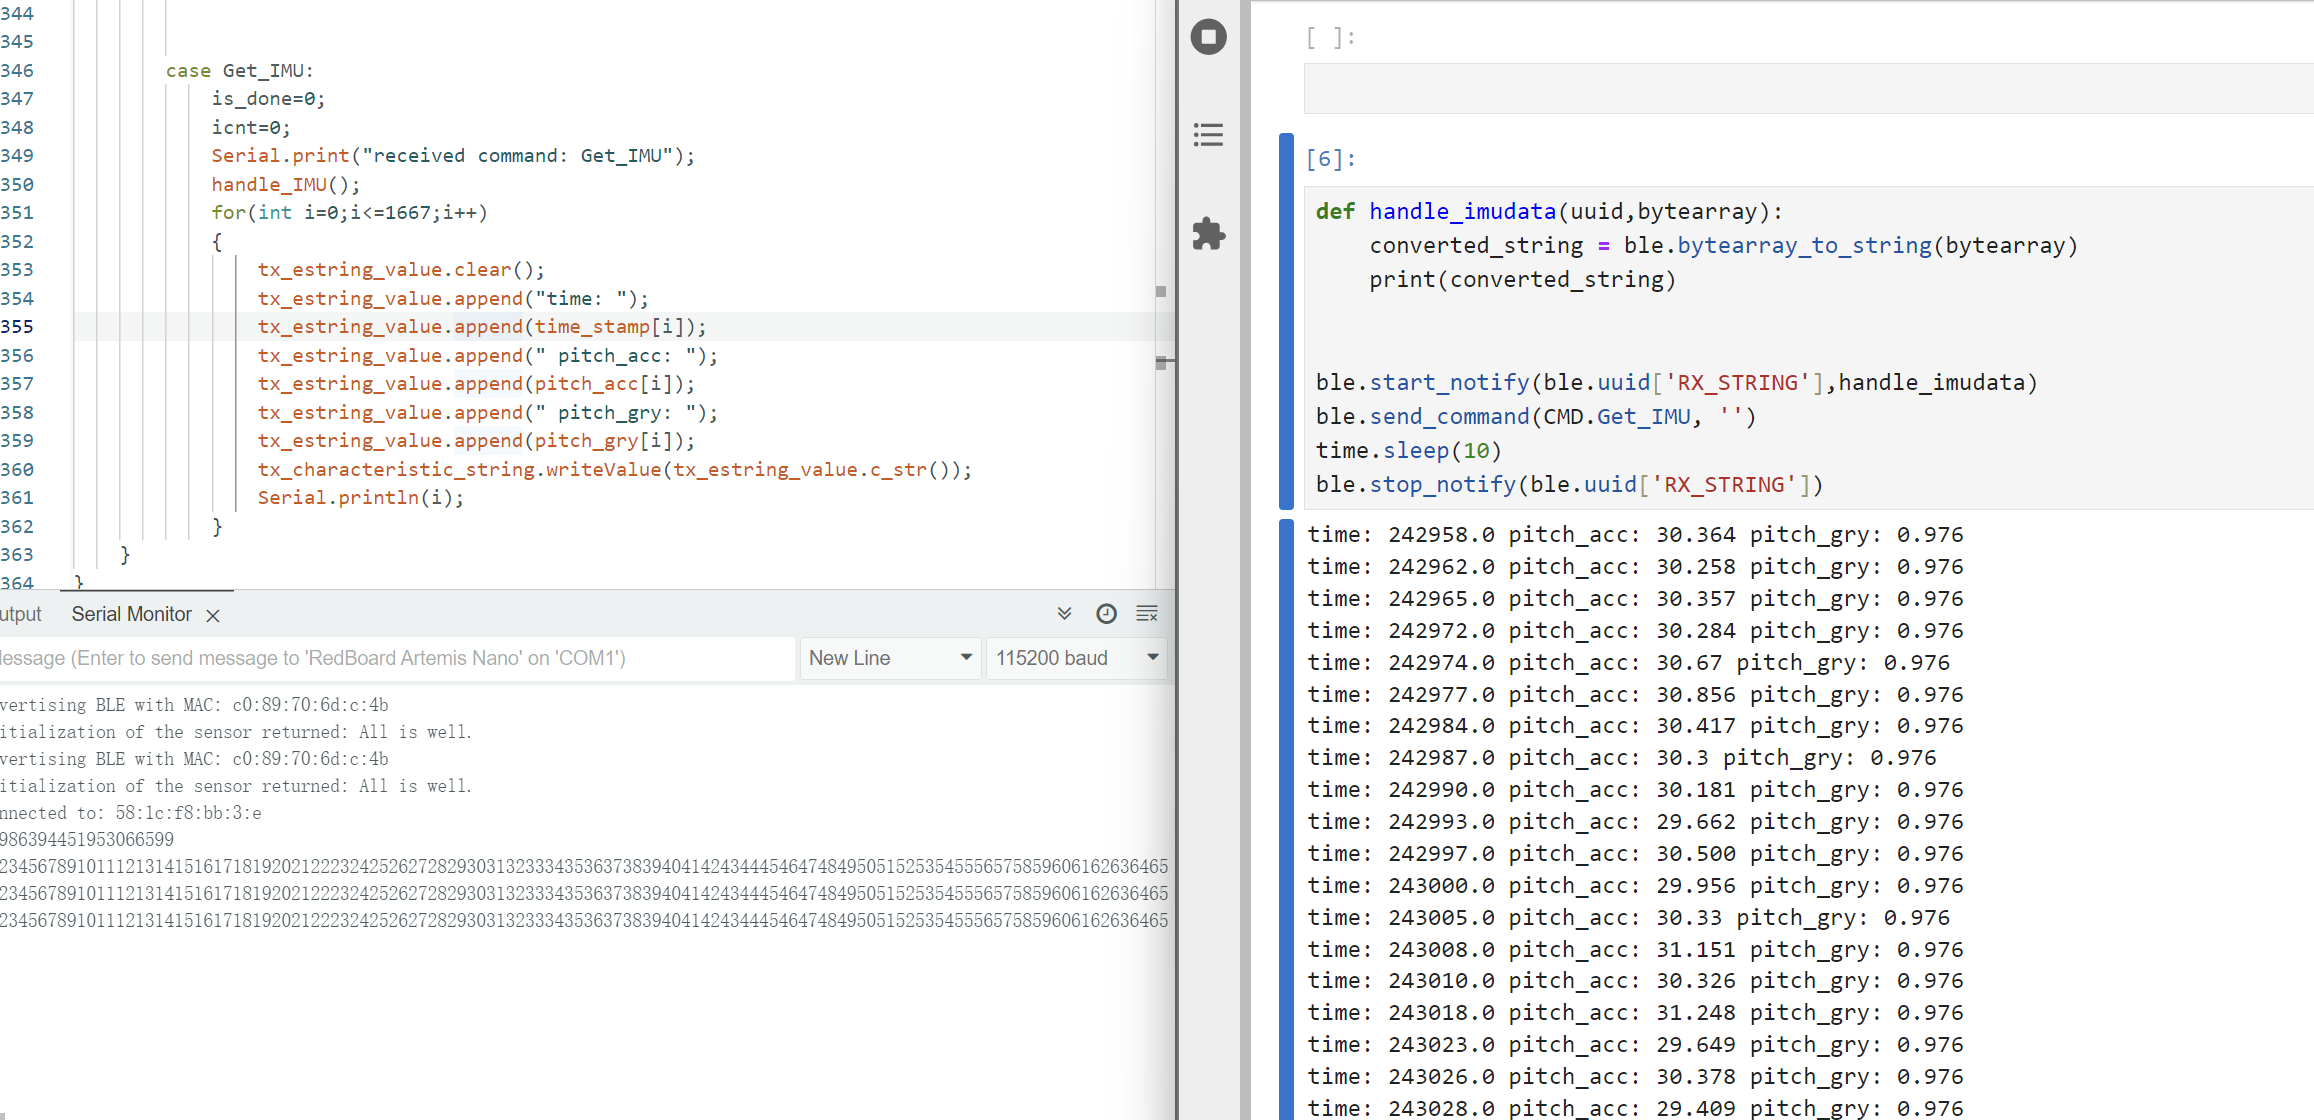 344
345
346 case Get_IMU:
347 is_done=0;
348 icnt=0;
349 Serial.print("received command: Get_IMU");
350 handle_IMU();
351 for(int i=0;i<=1667;i++)
352 {
353 tx_estring_value.clear();
354 tx_estring_value.append("time: ");
355 tx_estring_value.append(time_stamp[i]);
356 tx_estring_value.append(" pitch_acc: ");
357 tx_estring_value.append(pitch_acc[i]);
358 tx_estring_value.append(" pitch_gry: ");
359 tx_estring_value.append(pitch_gry[i]);
360 tx_characteristic_string.writeValue(tx_estring_value.c_str());
361 Serial.println(i);
362 }
363 }
364 }
utput Serial Monitor
essage (Enter to send message to 'RedBoard Artemis Nano' on 'COM1') New Line 115200 baud
vertising BLE with MAC: c0:89:70:6d:c:4b
itialization of the sensor returned: All is well.
vertising BLE with MAC: c0:89:70:6d:c:4b
itialization of the sensor returned: All is well.
nnected to: 58:1c:f8:bb:3:e
986394451953066599
234567891011121314151617181920212223242526272829303132333435363738394041424344454647484950515253545556575859606162636465
234567891011121314151617181920212223242526272829303132333435363738394041424344454647484950515253545556575859606162636465
234567891011121314151617181920212223242526272829303132333435363738394041424344454647484950515253545556575859606162636465
[ ]:
[6]:
def handle_imudata(uuid,bytearray):
converted_string = ble.bytearray_to_string(bytearray)
print(converted_string)
ble.start_notify(ble.uuid['RX_STRING'],handle_imudata)
ble.send_command(CMD.Get_IMU, '')
time.sleep(10)
ble.stop_notify(ble.uuid['RX_STRING'])
time: 242958.0 pitch_acc: 30.364 pitch_gry: 0.976
time: 242962.0 pitch_acc: 30.258 pitch_gry: 0.976
time: 242965.0 pitch_acc: 30.357 pitch_gry: 0.976
time: 242972.0 pitch_acc: 30.284 pitch_gry: 0.976
time: 242974.0 pitch_acc: 30.67 pitch_gry: 0.976
time: 242977.0 pitch_acc: 30.856 pitch_gry: 0.976
time: 242984.0 pitch_acc: 30.417 pitch_gry: 0.976
time: 242987.0 pitch_acc: 30.3 pitch_gry: 0.976
time: 242990.0 pitch_acc: 30.181 pitch_gry: 0.976
time: 242993.0 pitch_acc: 29.662 pitch_gry: 0.976
time: 242997.0 pitch_acc: 30.500 pitch_gry: 0.976
time: 243000.0 pitch_acc: 29.956 pitch_gry: 0.976
time: 243005.0 pitch_acc: 30.33 pitch_gry: 0.976
time: 243008.0 pitch_acc: 31.151 pitch_gry: 0.976
time: 243010.0 pitch_acc: 30.326 pitch_gry: 0.976
time: 243018.0 pitch_acc: 31.248 pitch_gry: 0.976
time: 243023.0 pitch_acc: 29.649 pitch_gry: 0.976
time: 243026.0 pitch_acc: 30.378 pitch_gry: 0.976
time: 243028.0 pitch_acc: 29.409 pitch_gry: 0.976